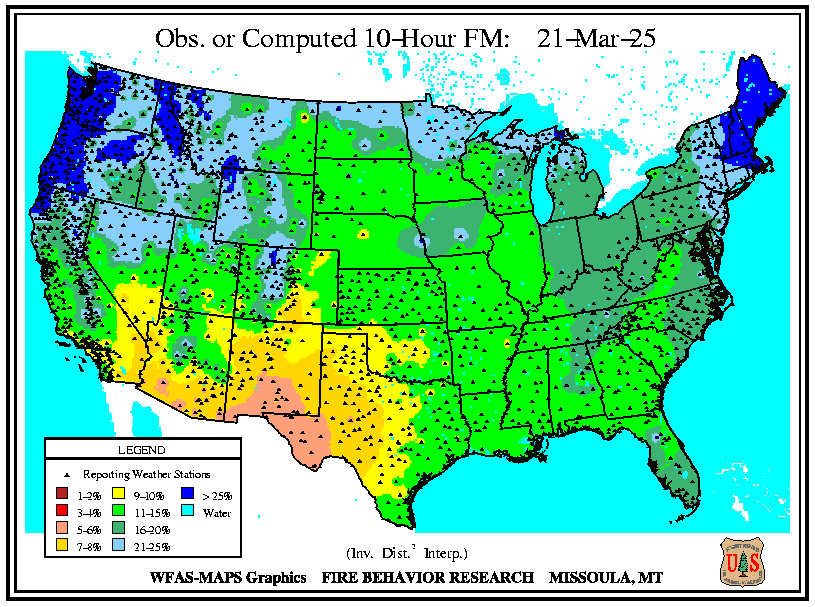 Obs. or Computed 10-Hour FM: 21-Mar-25
LEGEND
Reporting Weather Stations
1-2% 9-10% > 25%
3-4% 11-15% Water
5-6% 16-20%
7-8% 21-25%
(Inv. Dist.² Interp.)
WFAS-MAPS Graphics FIRE BEHAVIOR RESEARCH MISSOULA, MT
U S